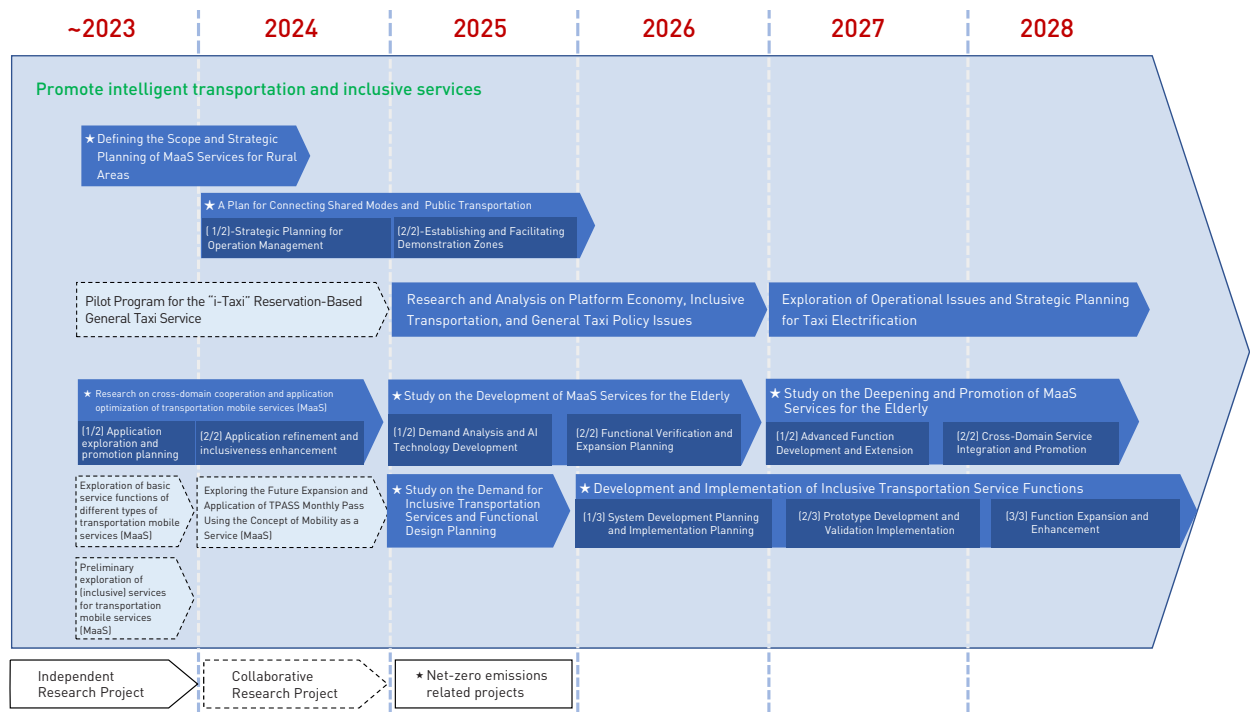 ~2023
2024
2025
2026
2027
2028
Promote intelligent transportation and inclusive services
★ Defining the Scope and Strategic
Planning of MaaS Services for Rural
Areas
★ A Plan for Connecting Shared Modes and Public Transportation
( 1/2)-Strategic Planning for
Operation Management
(2/2)-Establishing and Facilitating
Demonstration Zones
Pilot Program for the "i-Taxi" Reservation-Based
General Taxi Service
Research and Analysis on Platform Economy, Inclusive
Transportation, and General Taxi Policy Issues
Exploration of Operational Issues and Strategic Planning
for Taxi Electrification
★ Research on cross-domain cooperation and application
optimization of transportation mobile services (MaaS)
(1/2) Application
exploration and
promotion planning
(2/2) Application refinement and
inclusiveness enhancement
★ Study on the Development of MaaS Services for the Elderly
(1/2) Demand Analysis and AI
Technology Development
(2/2) Functional Verification and
Expansion Planning
★ Study on the Deepening and Promotion of MaaS
Services for the Elderly
(1/2) Advanced Function
Development and Extension
(2/2) Cross-Domain Service
Integration and Promotion
Exploration of basic
service functions of
different types of
transportation mobile
services (MaaS)
Exploring the Future Expansion and
Application of TPASS Monthly Pass
Using the Concept of Mobility as a
Service (MaaS)
★ Study on the Demand for
Inclusive Transportation
Services and Functional
Design Planning
★ Development and Implementation of Inclusive Transportation Service Functions
(1/3) System Development Planning
and Implementation Planning
(2/3) Prototype Development and
Validation Implementation
(3/3) Function Expansion and
Enhancement
Preliminary
exploration of
(inclusive) services
for transportation
mobile services
(MaaS)
Independent
Research Project
Collaborative
Research Project
★ Net-zero emissions
related projects